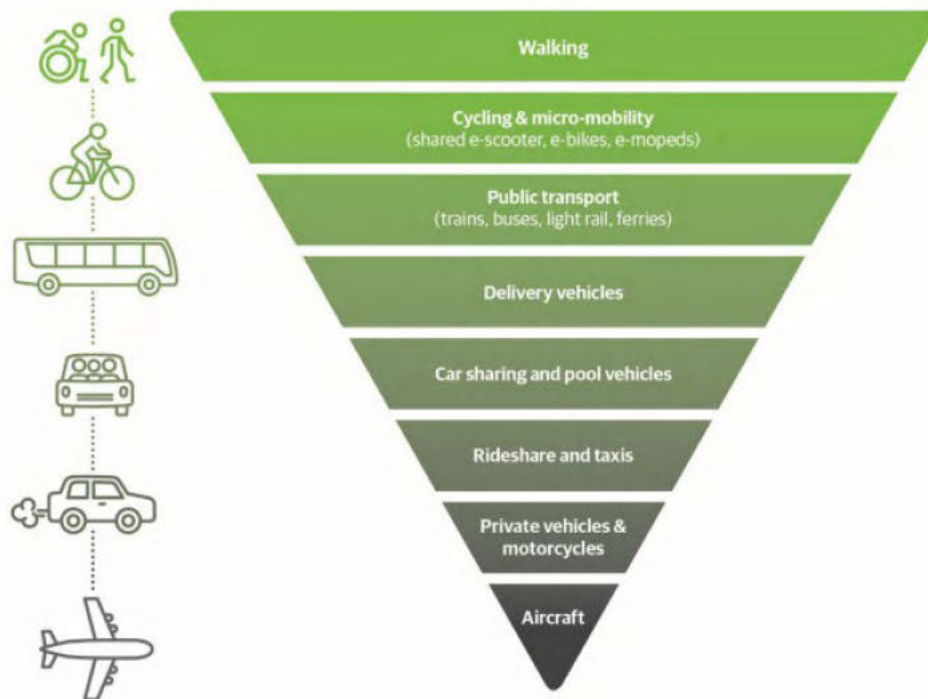 Walking
Cycling & micro-mobility
(shared e-scooter, e-bikes, e-mopeds)
Public transport
(trains, buses, light rail, ferries)
Delivery vehicles
Car sharing and pool vehicles
Rideshare and taxis
Private vehicles &
motorcycles
Aircraft